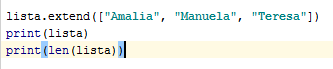 lista.extend(["Amalia", "Manuela", "Teresa"])
print(lista)
print(len(lista))